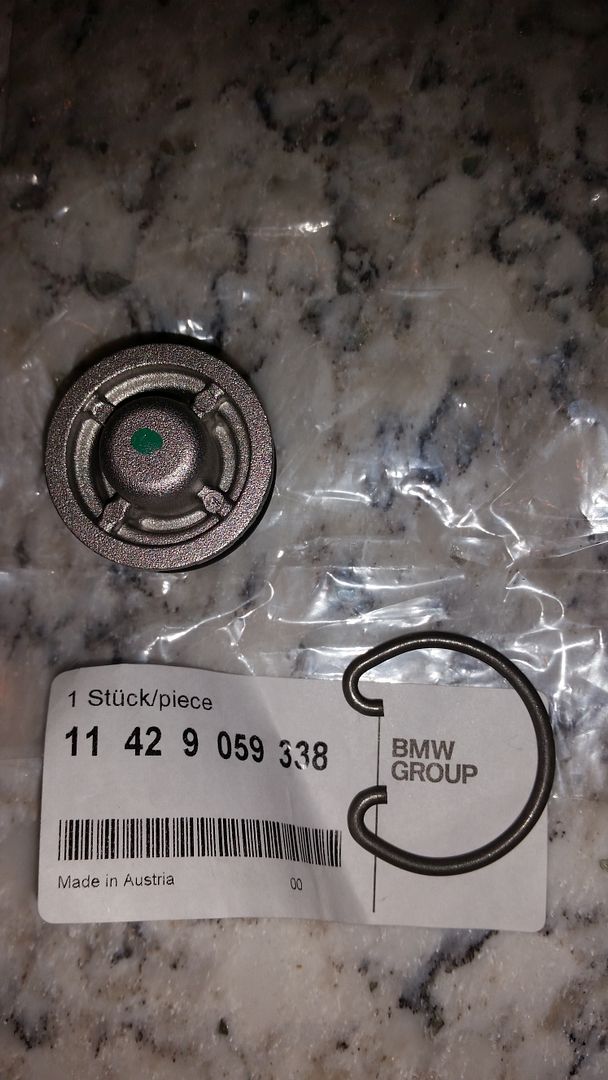 1 Stück/piece
11 42 9 059 338
BMW
GROUP
Made in Austria
00